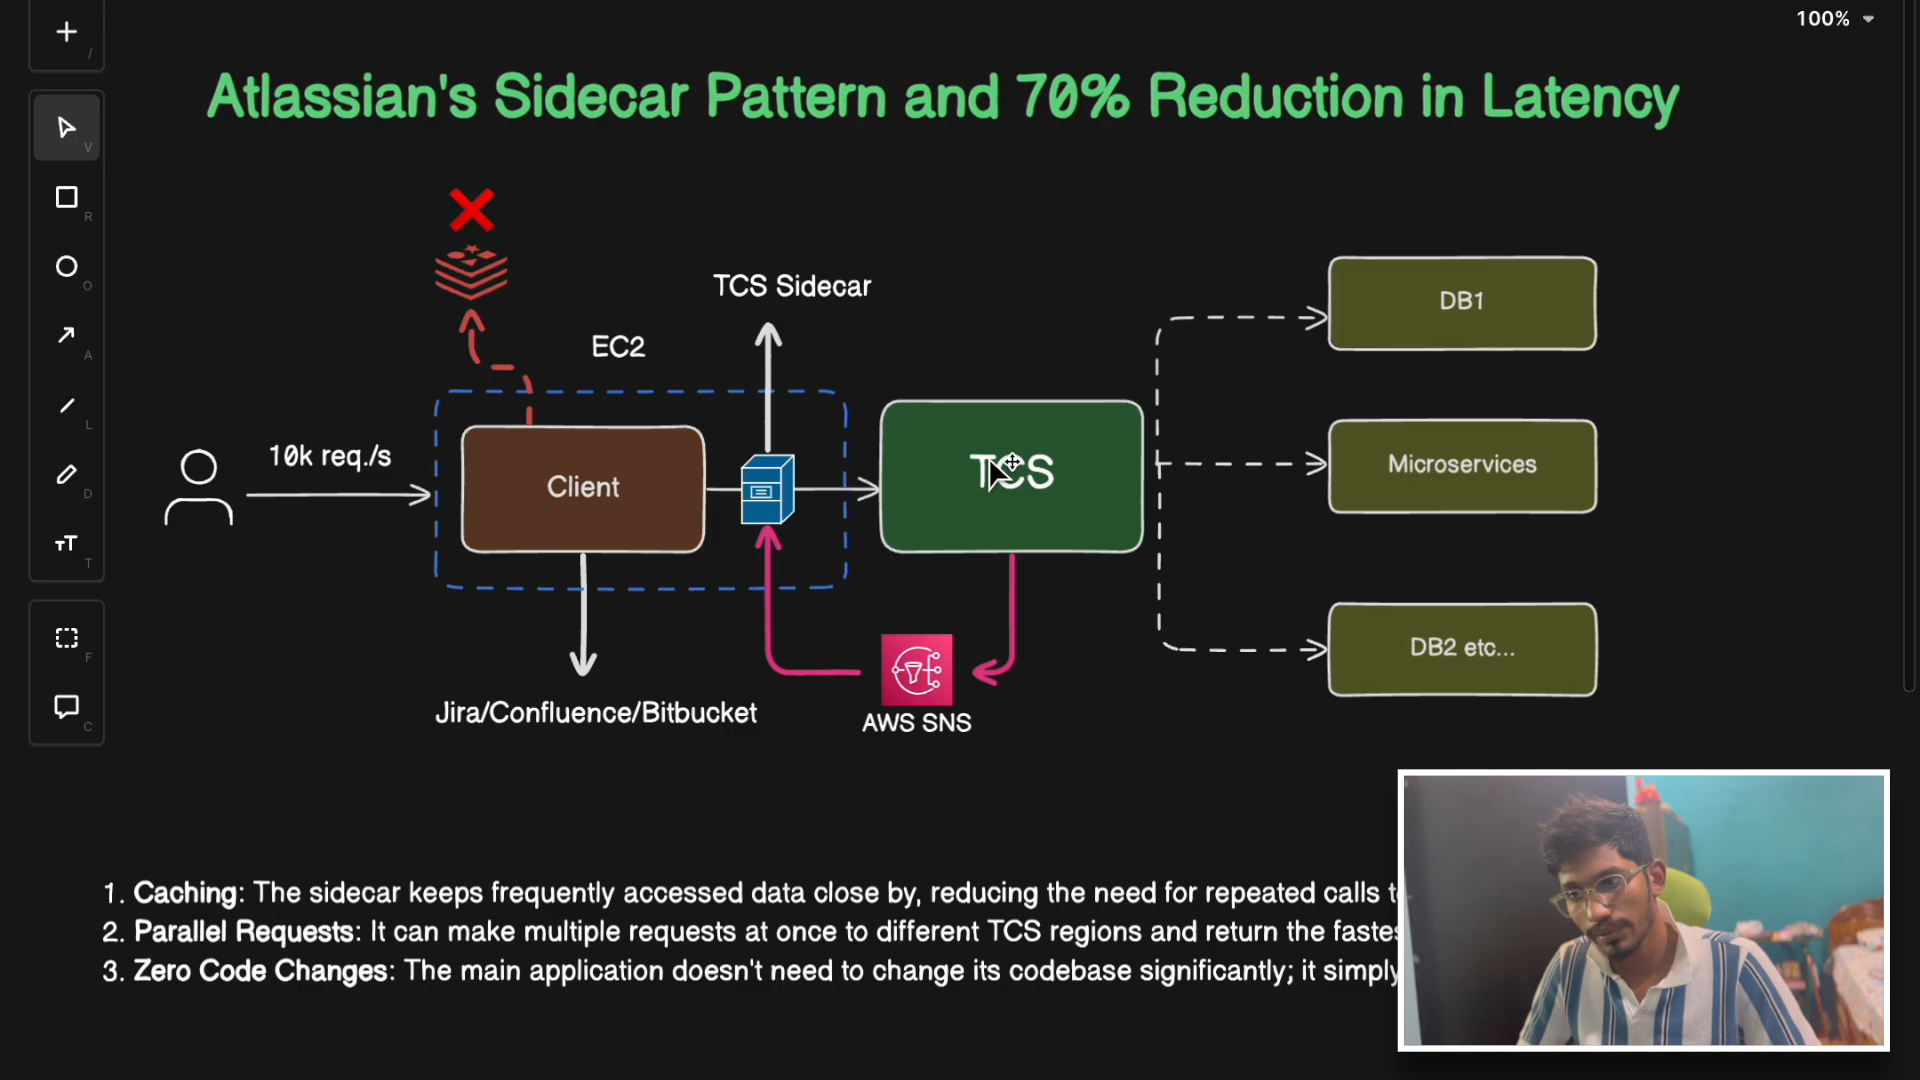 100%
/
V
R
O
A
L
D
T
F
C
Atlassian's Sidecar Pattern and 70% Reduction in Latency
TCS Sidecar
EC2
DB1
10k req./s
Client
TCS
Microservices
DB2 etc...
Jira/Confluence/Bitbucket
AWS SNS
1. Caching: The sidecar keeps frequently accessed data close by, reducing the need for repeated calls
2. Parallel Requests: It can make multiple requests at once to different TCS regions and return the
3. Zero Code Changes: The main application doesn't need to change its codebase significantly; it simply